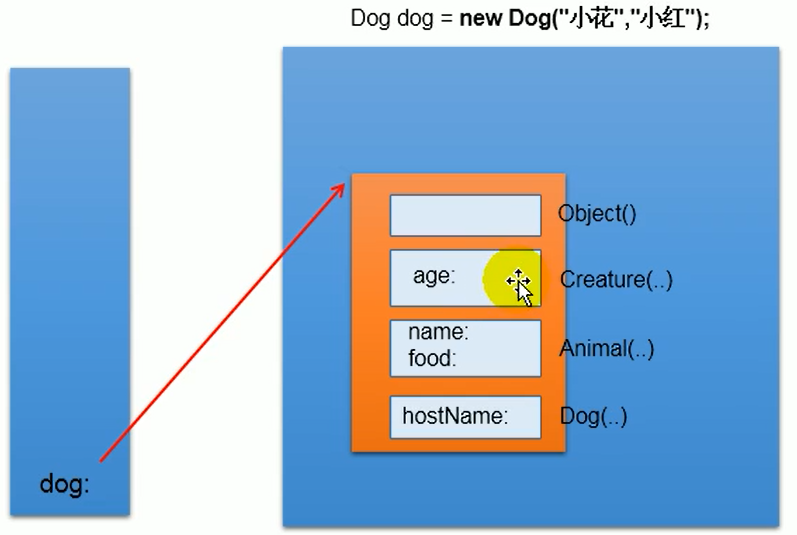 Dog dog = new Dog("小花","小红");
Object()
age:
Creature(..)
name:
food:
Animal(..)
hostName:
Dog(..)
dog: